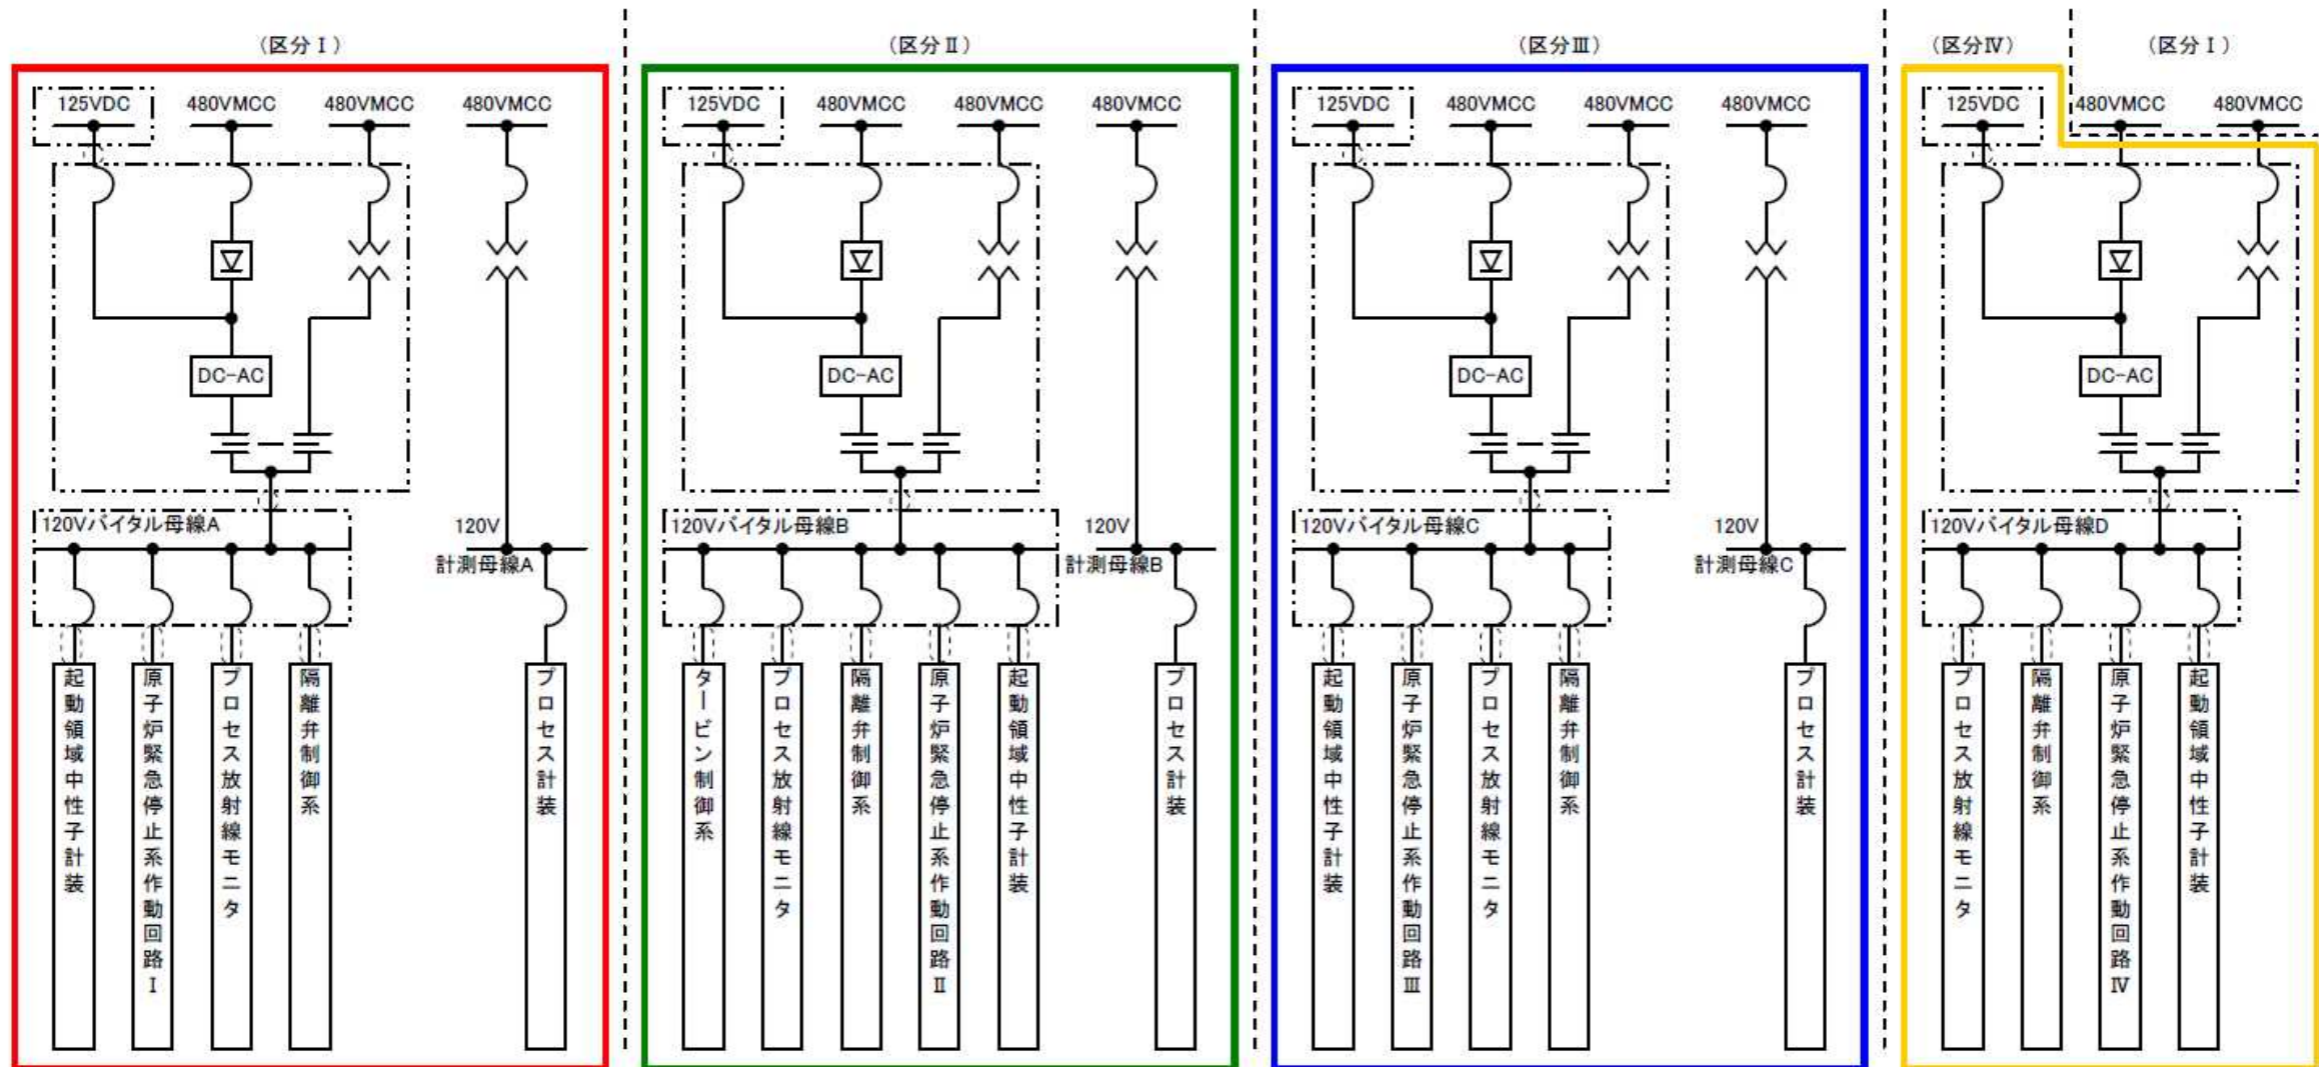 （区分Ⅰ）
（区分Ⅱ）
（区分Ⅲ）
（区分Ⅳ）
（区分Ⅰ）
125VDC
480VMCC
480VMCC
480VMCC
125VDC
480VMCC
480VMCC
480VMCC
125VDC
480VMCC
480VMCC
480VMCC
125VDC
480VMCC
480VMCC
DC-AC
DC-AC
DC-AC
DC-AC
120Vバイタル母線A
120V
計測母線A
120Vバイタル母線B
120V
計測母線B
120Vバイタル母線C
120V
計測母線C
120Vバイタル母線D
起動領域中性子計装
原子炉緊急停止系作動回路Ⅰ
プロセス放射線モニタ
隔離弁制御系
プロセス計装
タービン制御系
プロセス放射線モニタ
隔離弁制御系
原子炉緊急停止系作動回路Ⅱ
起動領域中性子計装
プロセス計装
起動領域中性子計装
原子炉緊急停止系作動回路Ⅲ
プロセス放射線モニタ
隔離弁制御系
プロセス計装
プロセス放射線モニタ
隔離弁制御系
原子炉緊急停止系作動回路Ⅳ
起動領域中性子計装